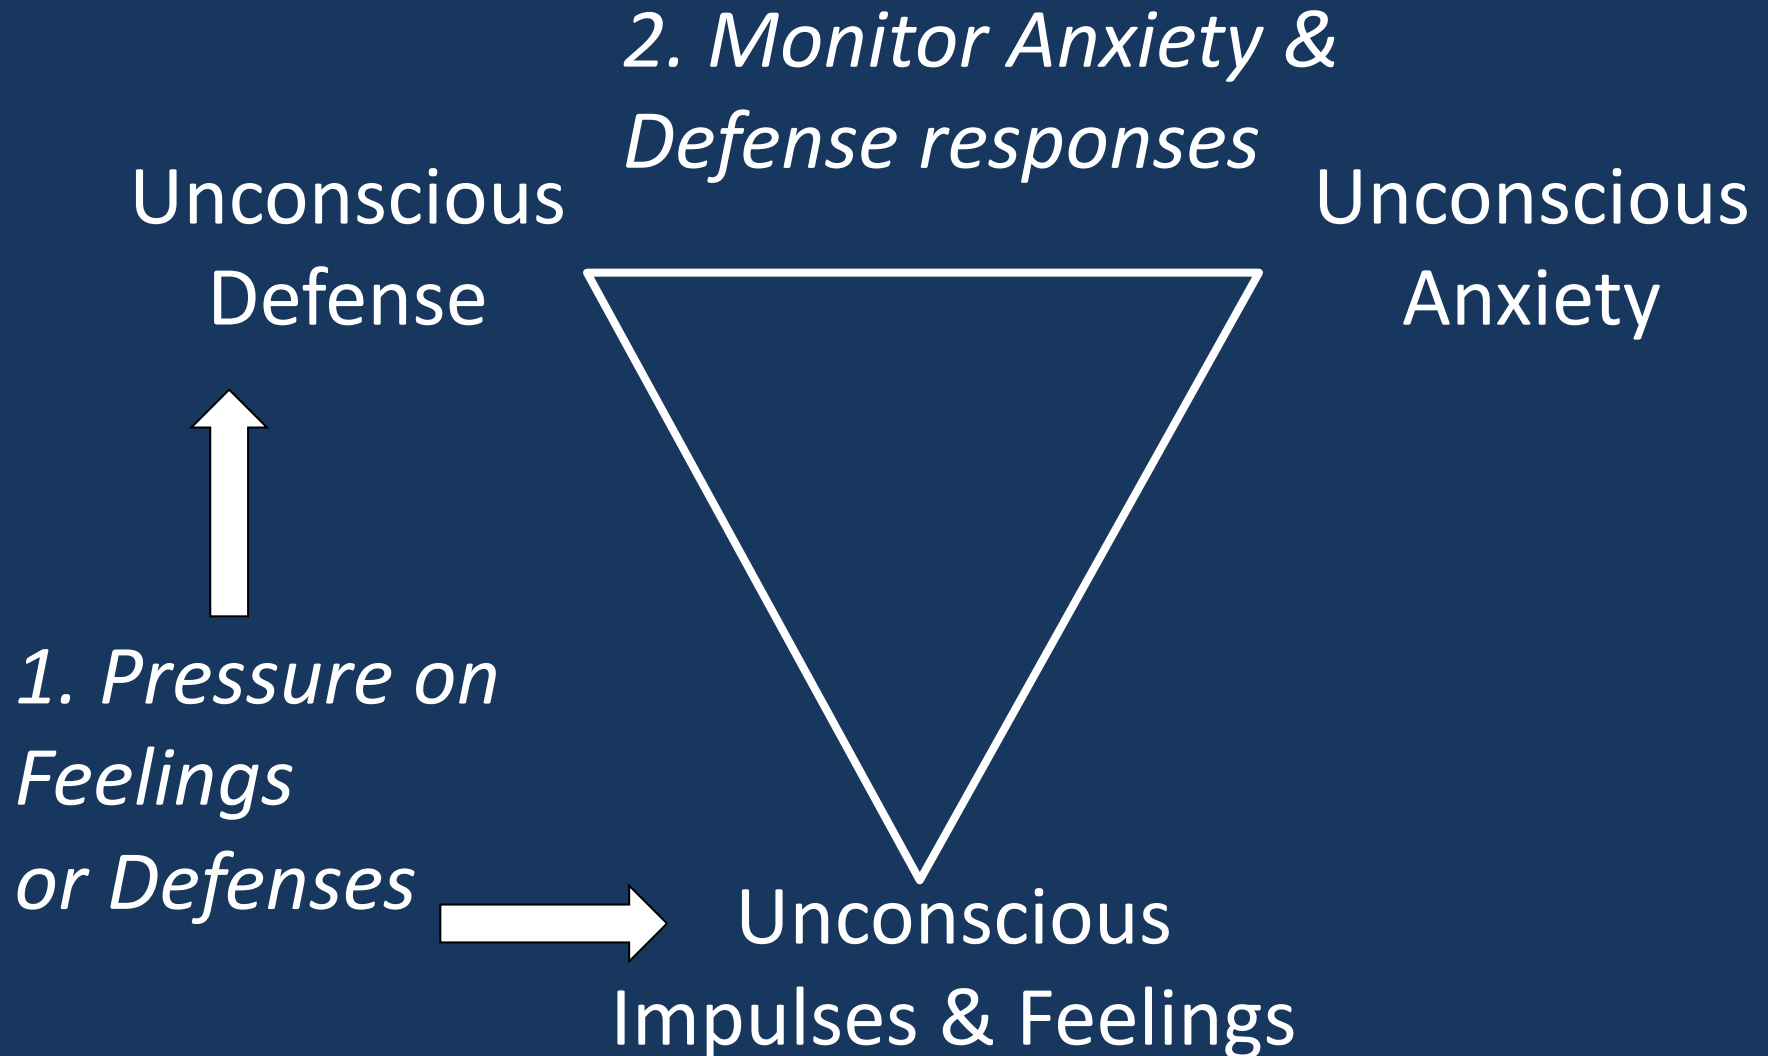 2. Monitor Anxiety &
Defense responses
Unconscious
Defense
Unconscious
Anxiety
1. Pressure on
Feelings
or Defenses
Unconscious
Impulses & Feelings